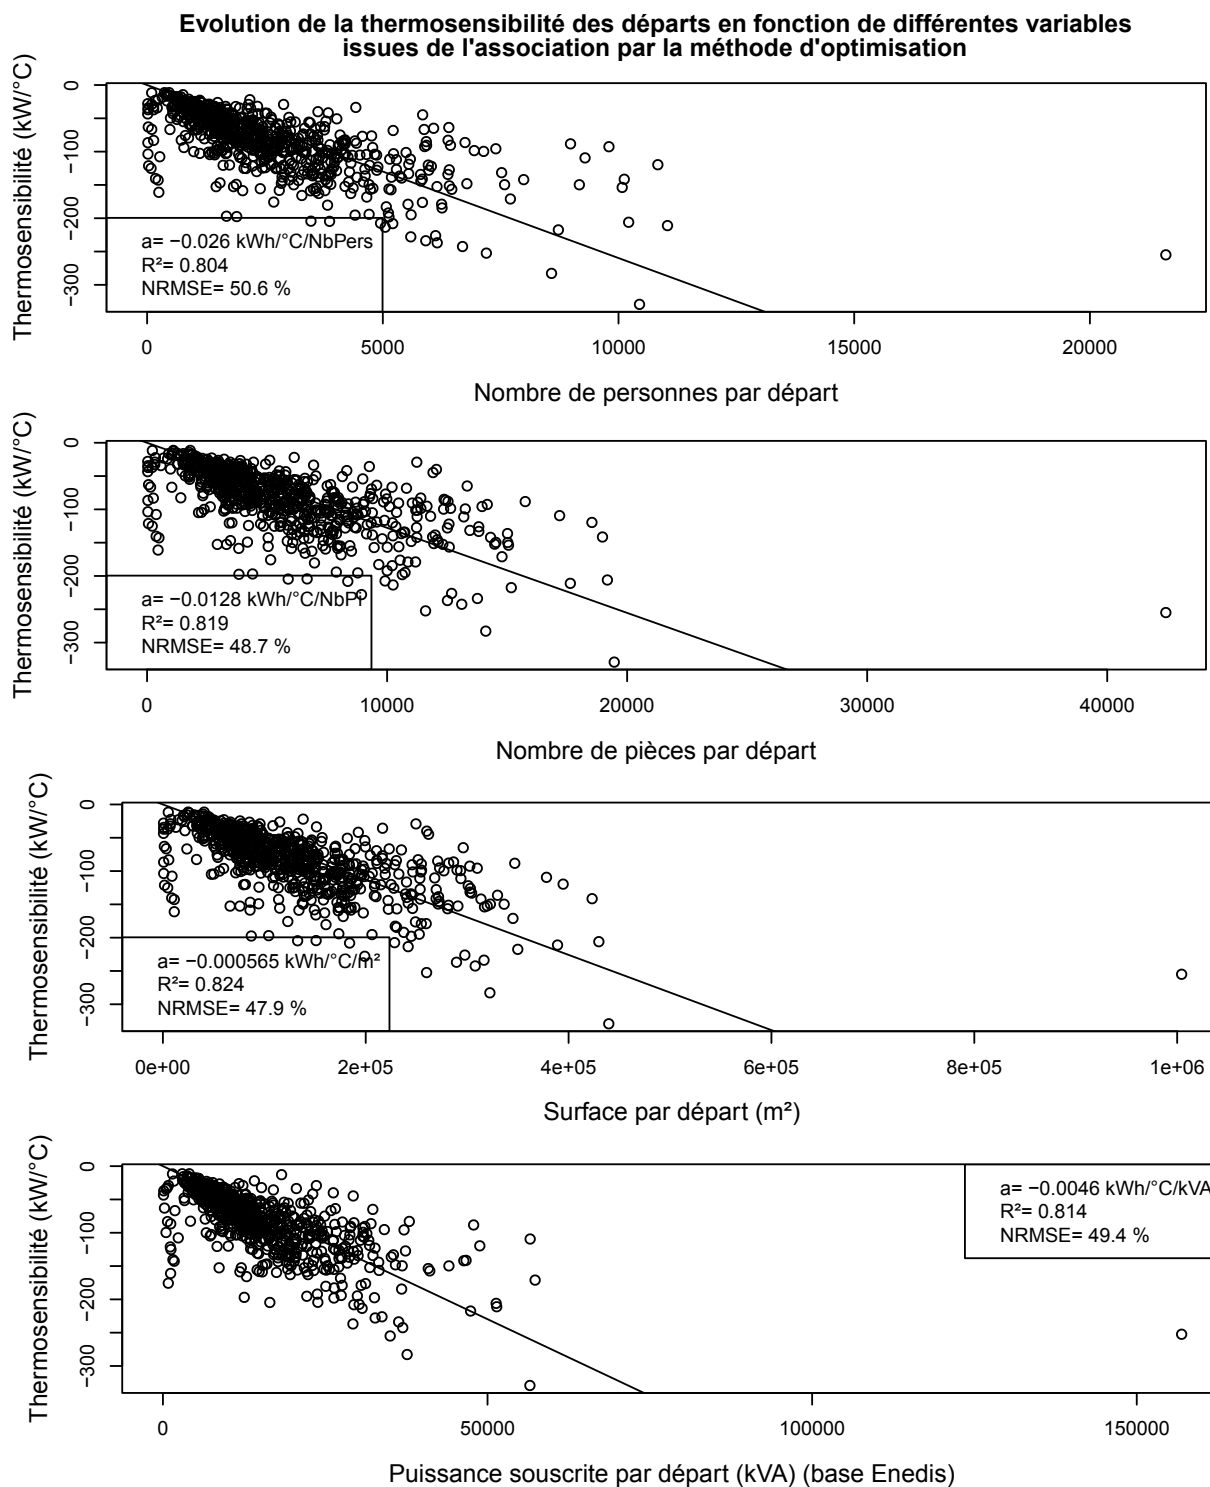 Evolution de la thermosensibilité des départs en fonction de différentes variables
issues de l'association par la méthode d'optimisation
Thermosensibilité (kW/°C)
0
−100
−200
−300
a= −0.026 kWh/°C/NbPers
R²= 0.804
NRMSE= 50.6 %
0 5000 10000 15000 20000
Nombre de personnes par départ
Thermosensibilité (kW/°C)
0
−100
−200
−300
a= −0.0128 kWh/°C/NbPi
R²= 0.819
NRMSE= 48.7 %
0 10000 20000 30000 40000
Nombre de pièces par départ
Thermosensibilité (kW/°C)
0
−100
−200
−300
a= −0.000565 kWh/°C/m²
R²= 0.824
NRMSE= 47.9 %
0e+00 2e+05 4e+05 6e+05 8e+05 1e+06
Surface par départ (m²)
Thermosensibilité (kW/°C)
0
−100
−200
−300
a= −0.0046 kWh/°C/kVA
R²= 0.814
NRMSE= 49.4 %
0 50000 100000 150000
Puissance souscrite par départ (kVA) (base Enedis)